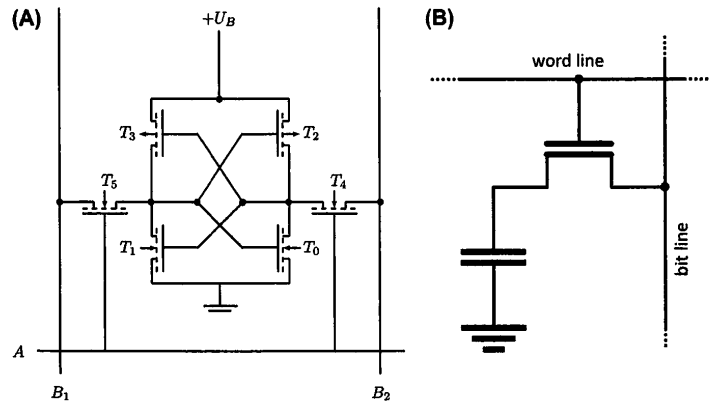 (A)
+U_B
T_3
T_2
T_5
T_4
T_1
T_0
A
B_1
B_2
(B)
word line
bit line